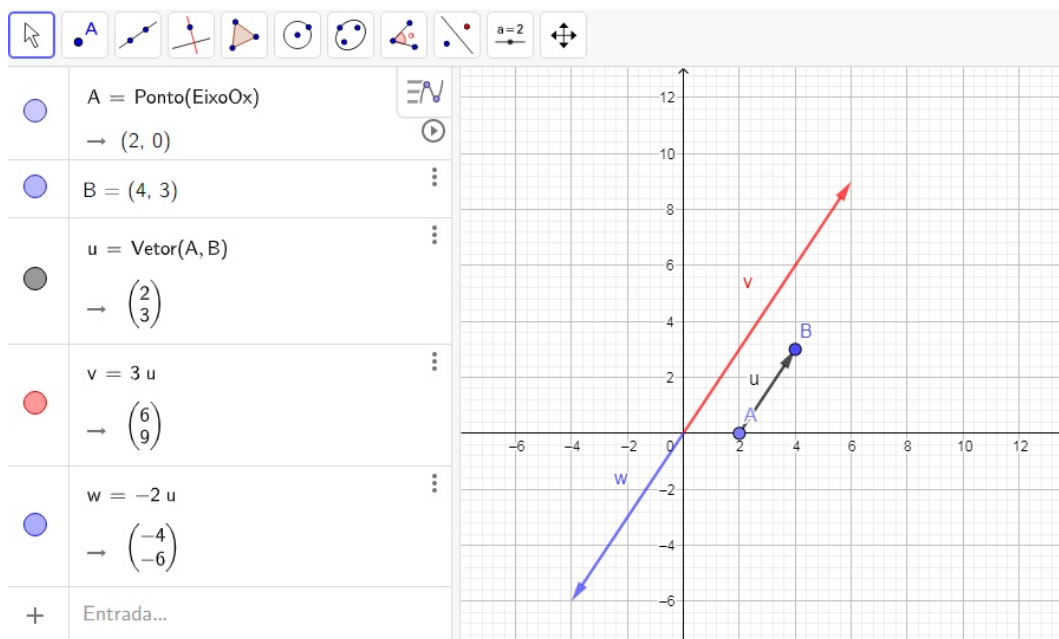 A
α
a=2
A = Ponto(EixoOx)
→ (2, 0)
B = (4, 3)
u = Vetor(A, B)
→ (2
3)
v = 3 u
→ (6
9)
w = −2 u
→ (−4
−6)
+ Entrada...
12
10
8
6
4
2
−2
−4
−6
−6 −4 −2 0 2 4 6 8 10 12
v
B
u
A
w